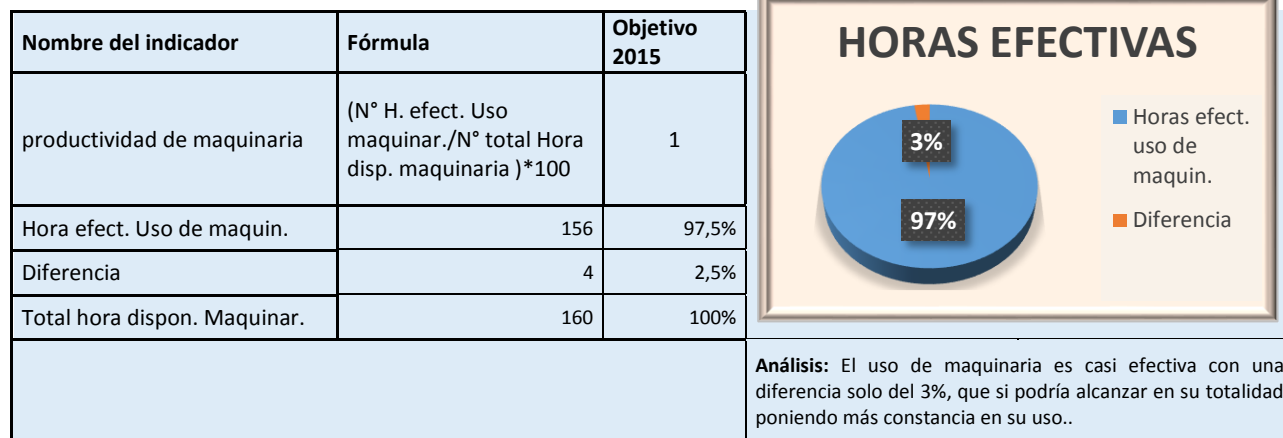 Nombre del indicador
Fórmula
Objetivo
2015
productividad de maquinaria
(N° H. efect. Uso
maquinar./N° total Hora
disp. maquinaria )*100
1
Hora efect. Uso de maquin.
156
97,5%
Diferencia
4
2,5%
Total hora dispon. Maquinar.
160
100%
HORAS EFECTIVAS
3%
97%
Horas efect.
uso de
maquin.
Diferencia
Análisis: El uso de maquinaria es casi efectiva con una
diferencia solo del 3%, que si podría alcanzar en su totalidad
poniendo más constancia en su uso..